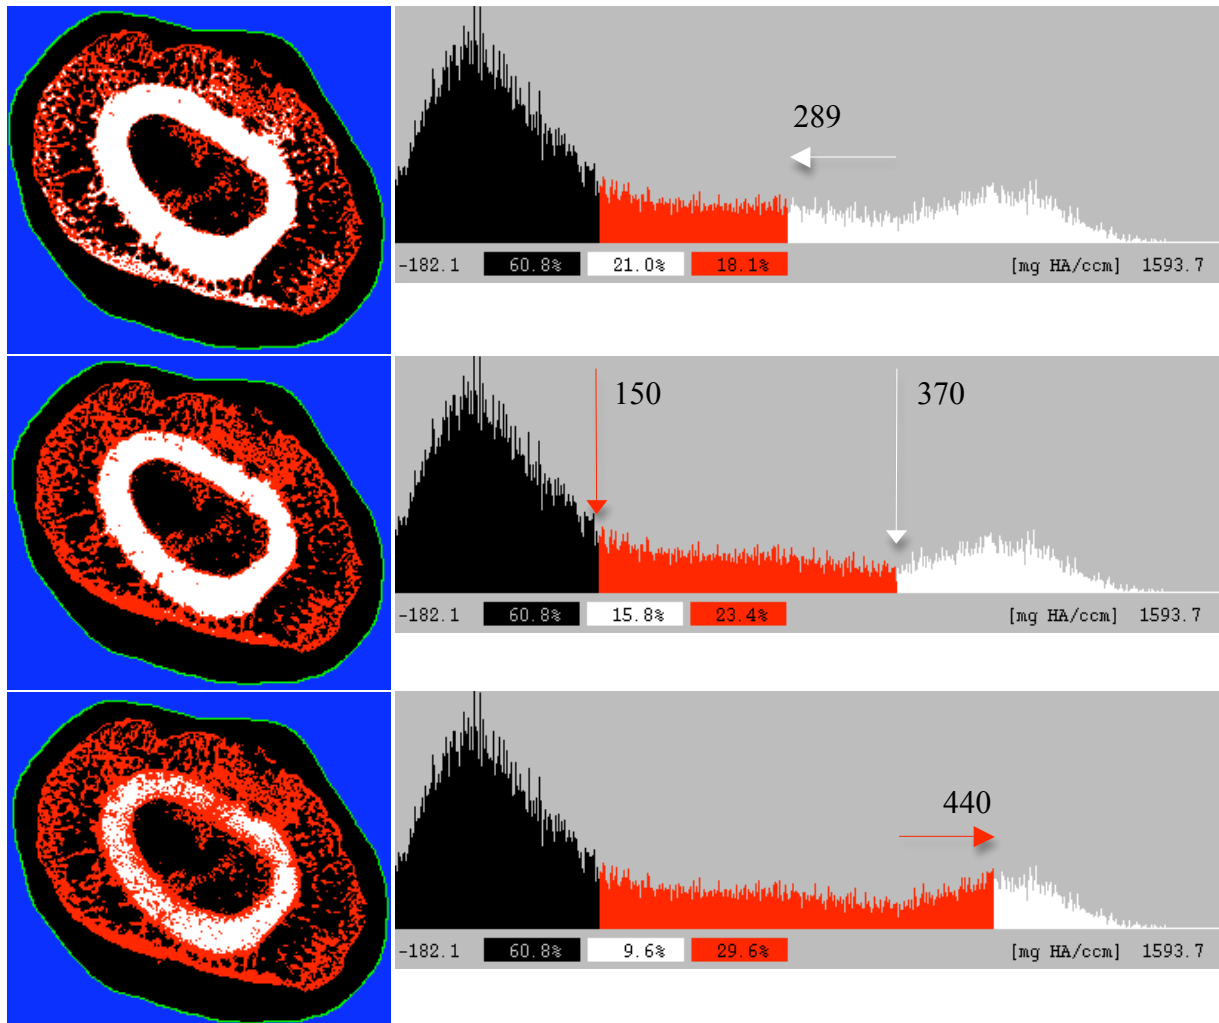 289
-182.1 60.8% 21.0% 18.1% [mg HA/ccm] 1593.7
150 370
-182.1 60.8% 15.8% 23.4% [mg HA/ccm] 1593.7
440
-182.1 60.8% 9.6% 29.6% [mg HA/ccm] 1593.7